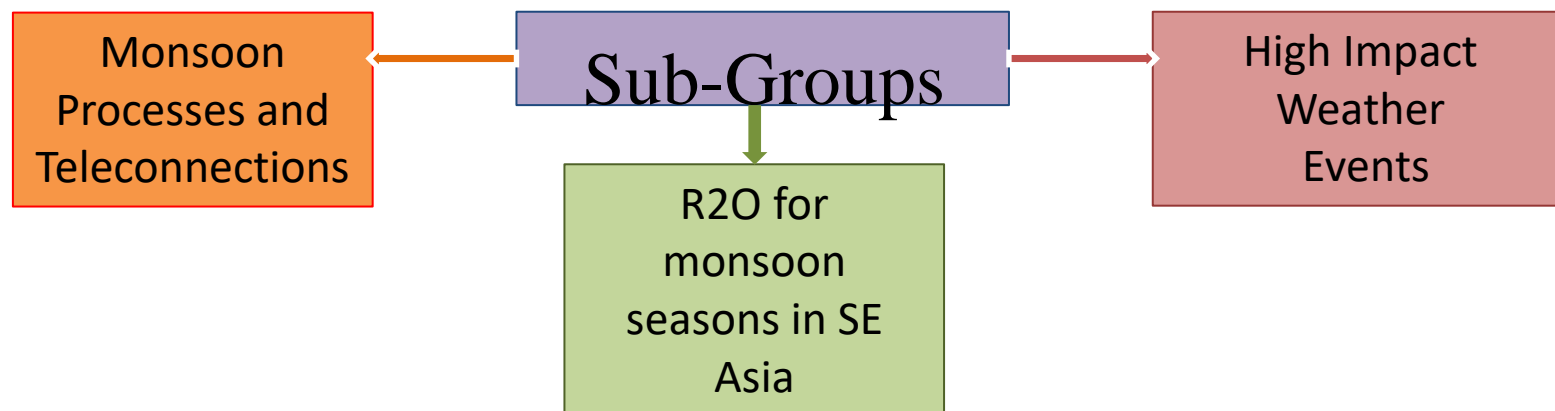 Monsoon
Processes and
Teleconnections
Sub-Groups
High Impact
Weather
Events
R2O for
monsoon
seasons in SE
Asia